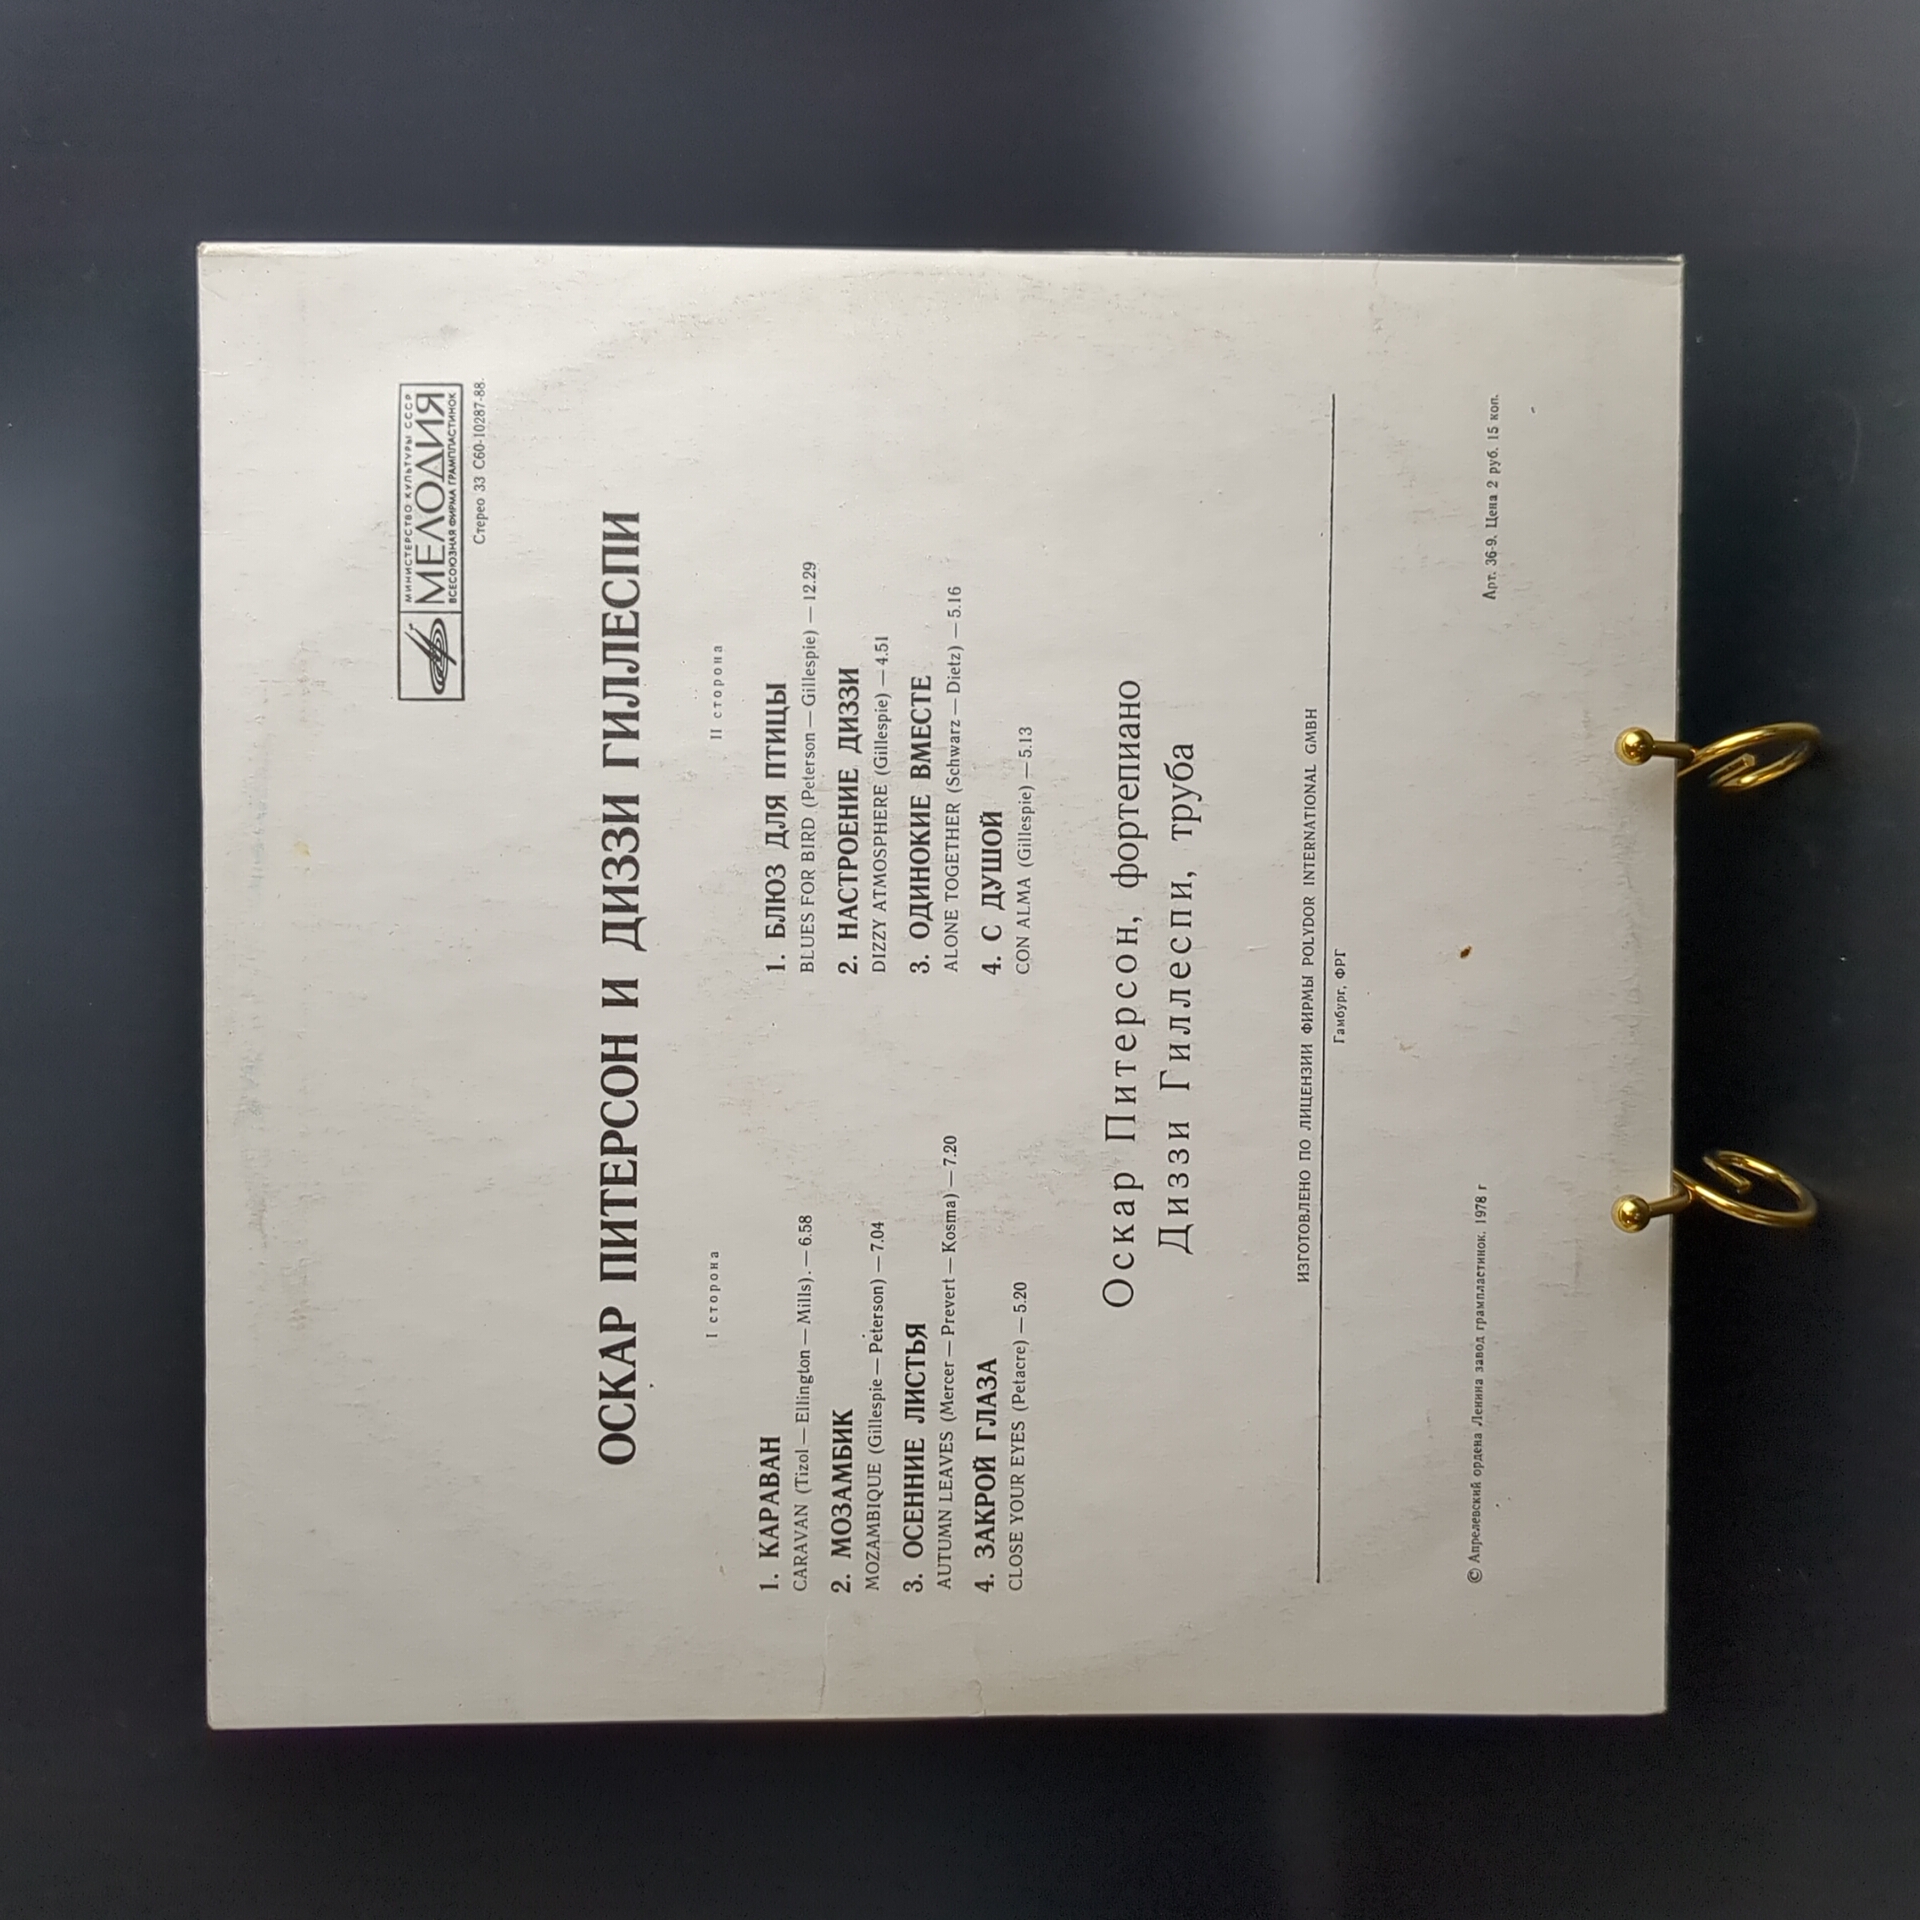 МИНИСТЕРСТВО КУЛЬТУРЫ СССР
МЕЛОДИЯ
ВСЕСОЮЗНАЯ ФИРМА ГРАМПЛАСТИНОК
Стерео 33 С60-10287-88.
ОСКАР ПИТЕРСОН И ДИЗЗИ ГИЛЛЕСПИ
I сторона
1. КАРАВАН
CARAVAN (Tizol — Ellington — Mills). — 6.58
2. МОЗАМБИК
MOZAMBIQUE (Gillespie — Peterson) — 7.04
3. ОСЕННИЕ ЛИСТЬЯ
AUTUMN LEAVES (Mercer — Prevert — Kosma) — 7.20
4. ЗАКРОЙ ГЛАЗА
CLOSE YOUR EYES (Petacre) — 5.20
II сторона
1. БЛЮЗ ДЛЯ ПТИЦЫ
BLUES FOR BIRD (Peterson — Gillespie) — 12.29
2. НАСТРОЕНИЕ ДИЗЗИ
DIZZY ATMOSPHERE (Gillespie) — 4.51
3. ОДИНОКИЕ ВМЕСТЕ
ALONE TOGETHER (Schwarz — Dietz) — 5.16
4. С ДУШОЙ
CON ALMA (Gillespie) — 5.13
Оскар Питерсон, фортепиано
Диззи Гиллеспи, труба
ИЗГОТОВЛЕНО ПО ЛИЦЕНЗИИ ФИРМЫ POLYDOR INTERNATIONAL GMBH
Гамбург, ФРГ
© Апрелевский ордена Ленина завод грампластинок. 1978 г
Арт. 36-9. Цена 2 руб. 15 коп.